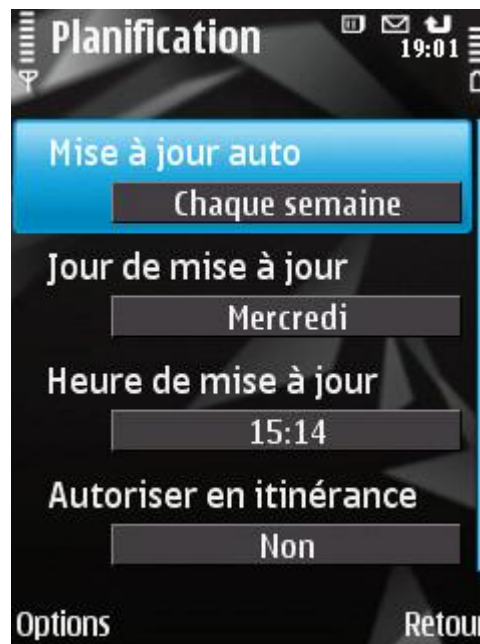 Planification
19:01
Mise à jour auto
Chaque semaine
Jour de mise à jour
Mercredi
Heure de mise à jour
15:14
Autoriser en itinérance
Non
Options
Retour